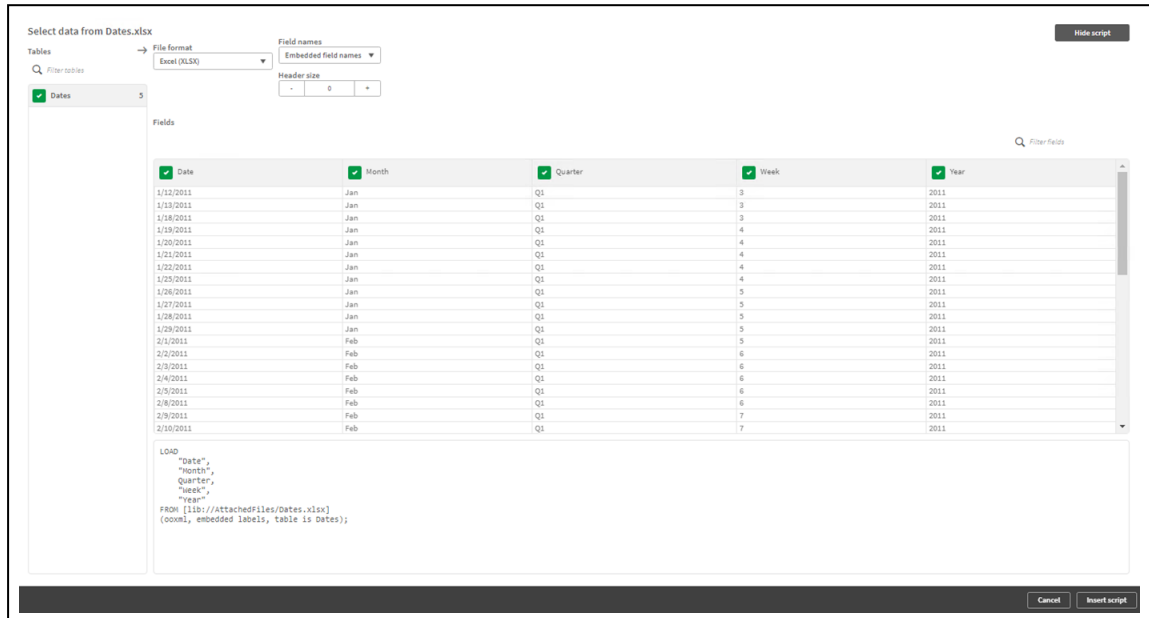 Select data from Dates.xlsx
Hide script
Tables
File format
Field names
Excel (XLSX)
Embedded field names
Filter tables
Header size
- 0 +
Dates 5
Fields
Filter fields
Date Month Quarter Week Year
1/12/2011 Jan Q1 3 2011
1/13/2011 Jan Q1 3 2011
1/18/2011 Jan Q1 3 2011
1/19/2011 Jan Q1 4 2011
1/20/2011 Jan Q1 4 2011
1/21/2011 Jan Q1 4 2011
1/22/2011 Jan Q1 4 2011
1/25/2011 Jan Q1 4 2011
1/26/2011 Jan Q1 5 2011
1/27/2011 Jan Q1 5 2011
1/28/2011 Jan Q1 5 2011
1/29/2011 Jan Q1 5 2011
2/1/2011 Feb Q1 5 2011
2/2/2011 Feb Q1 6 2011
2/3/2011 Feb Q1 6 2011
2/4/2011 Feb Q1 6 2011
2/5/2011 Feb Q1 6 2011
2/8/2011 Feb Q1 6 2011
2/9/2011 Feb Q1 7 2011
2/10/2011 Feb Q1 7 2011
LOAD
"Date",
"Month",
Quarter,
"Week",
"Year"
FROM [lib://AttachedFiles/Dates.xlsx]
(ooxml, embedded labels, table is Dates);
Cancel
Insert script